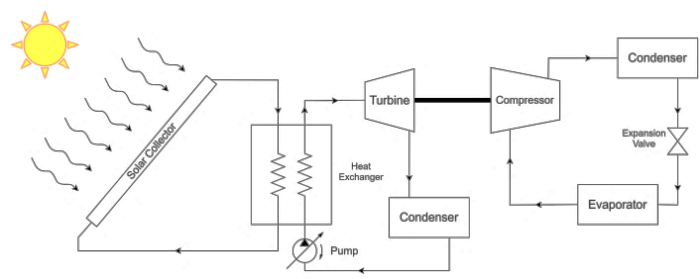 Solar Collector
Heat
Exchanger
Pump
Turbine
Condenser
Compressor
Condenser
Expansion
Valve
Evaporator